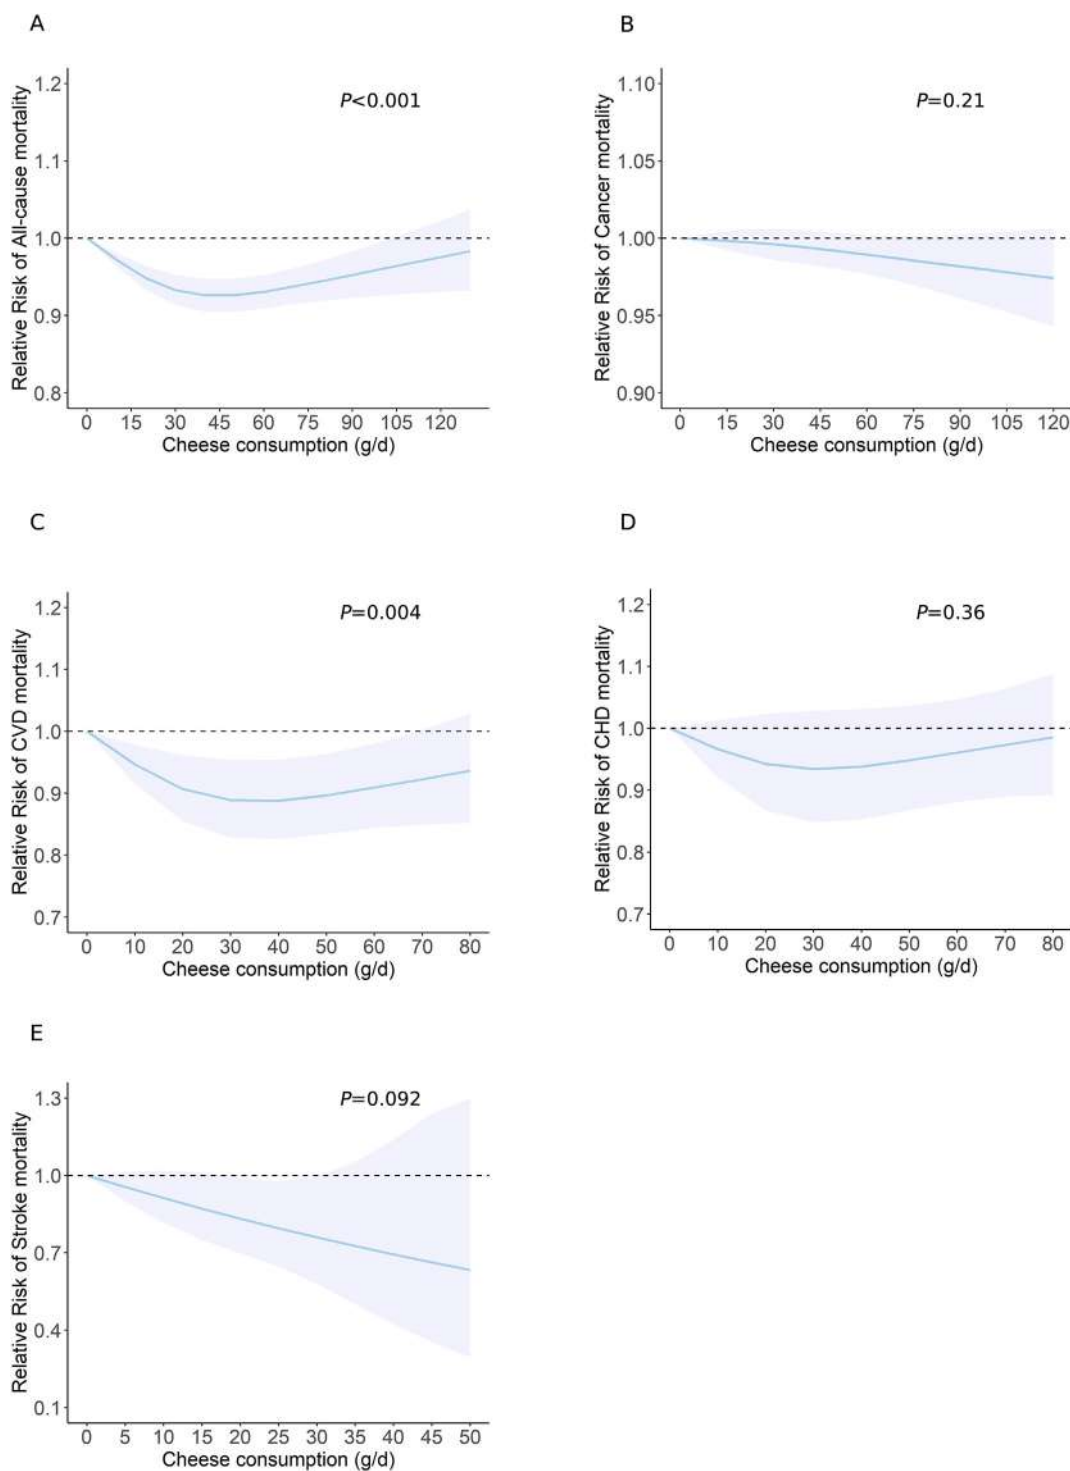 A
Relative Risk of All-cause mortality
1.2
1.1
1.0
0.9
0.8
P<0.001
0 15 30 45 60 75 90 105 120
Cheese consumption (g/d)
B
Relative Risk of Cancer mortality
1.10
1.05
1.00
0.95
0.90
P=0.21
0 15 30 45 60 75 90 105 120
Cheese consumption (g/d)
C
Relative Risk of CVD mortality
1.2
1.1
1.0
0.9
0.8
0.7
P=0.004
0 10 20 30 40 50 60 70 80
Cheese consumption (g/d)
D
Relative Risk of CHD mortality
1.2
1.1
1.0
0.9
0.8
0.7
P=0.36
0 10 20 30 40 50 60 70 80
Cheese consumption (g/d)
E
Relative Risk of Stroke mortality
1.3
1.0
0.7
0.4
0.1
P=0.092
0 5 10 15 20 25 30 35 40 45 50
Cheese consumption (g/d)